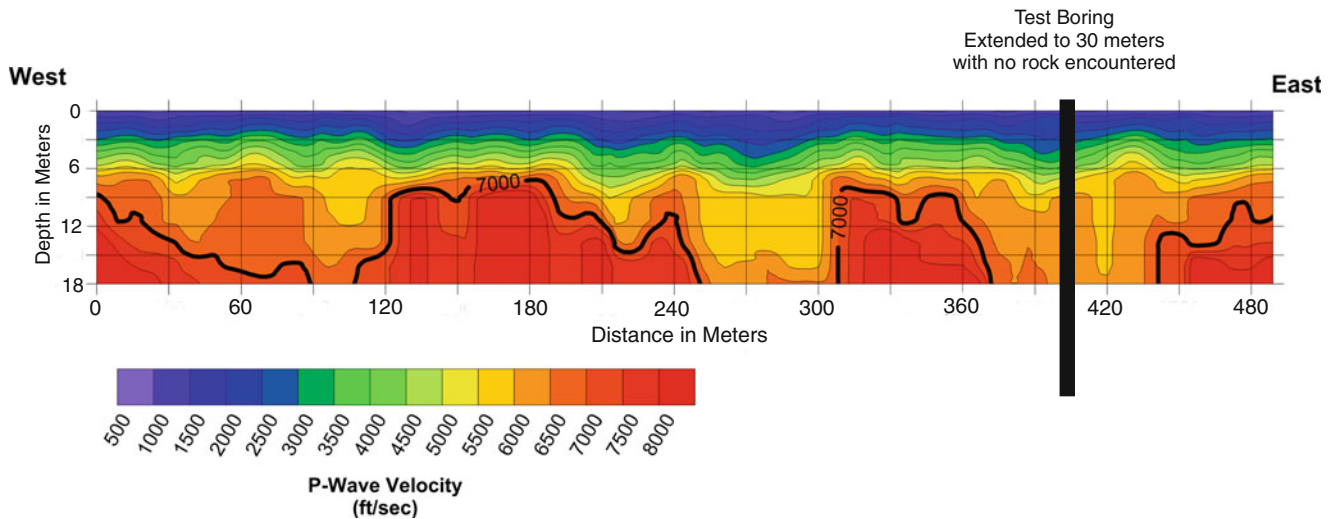 Test Boring
Extended to 30 meters
with no rock encountered
West
East
0
6
12
18
Depth in Meters
7000
7000
0 60 120 180 240 300 360 420 480
Distance in Meters
500 1000 1500 2000 2500 3000 3500 4000 4500 5000 5500 6000 6500 7000 7500 8000
P-Wave Velocity
(ft/sec)